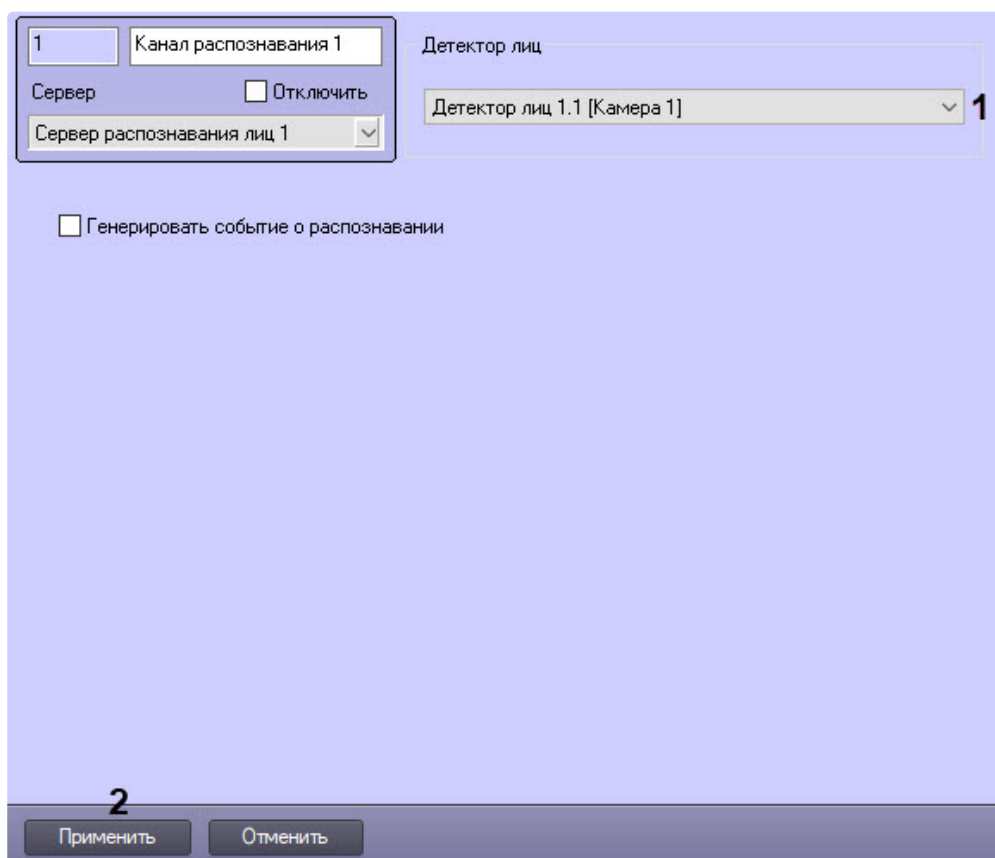 1 Канал распознавания 1
Сервер Отключить
Сервер распознавания лиц 1
Детектор лиц
Детектор лиц 1.1 [Камера 1] 1
Генерировать событие о распознавании
2
Применить Отменить